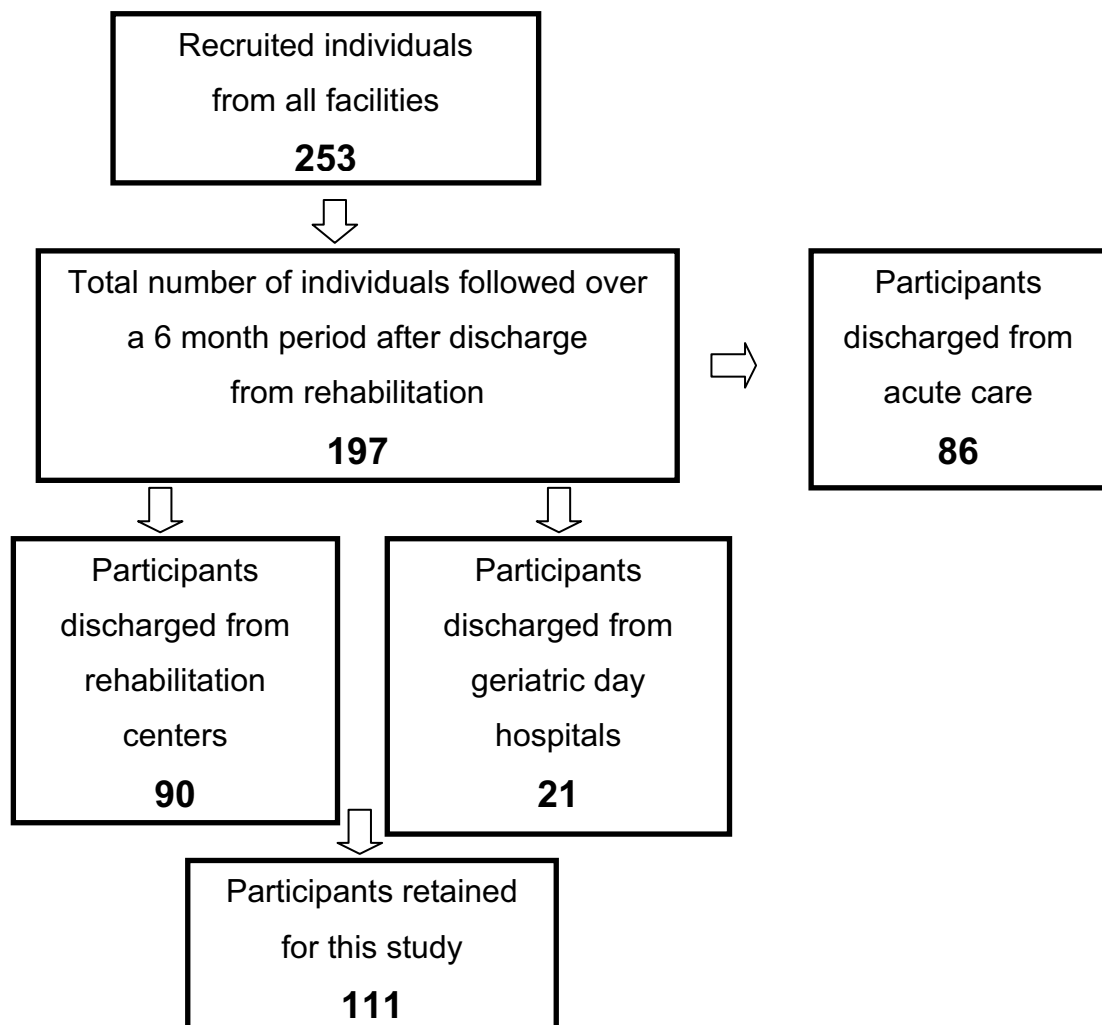 Recruited individuals
from all facilities
253
Total number of individuals followed over
a 6 month period after discharge
from rehabilitation
197
Participants
discharged from
acute care
86
Participants
discharged from
rehabilitation
centers
90
Participants
discharged from
geriatric day
hospitals
21
Participants retained
for this study
111